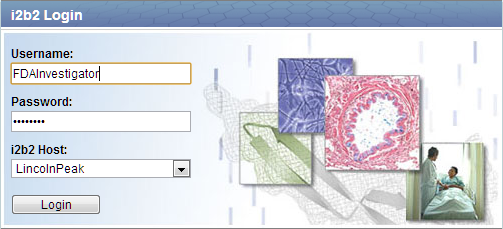 i2b2 Login
Username:
FDAInvestigator
Password:
••••••••
i2b2 Host:
LincolnPeak
Login